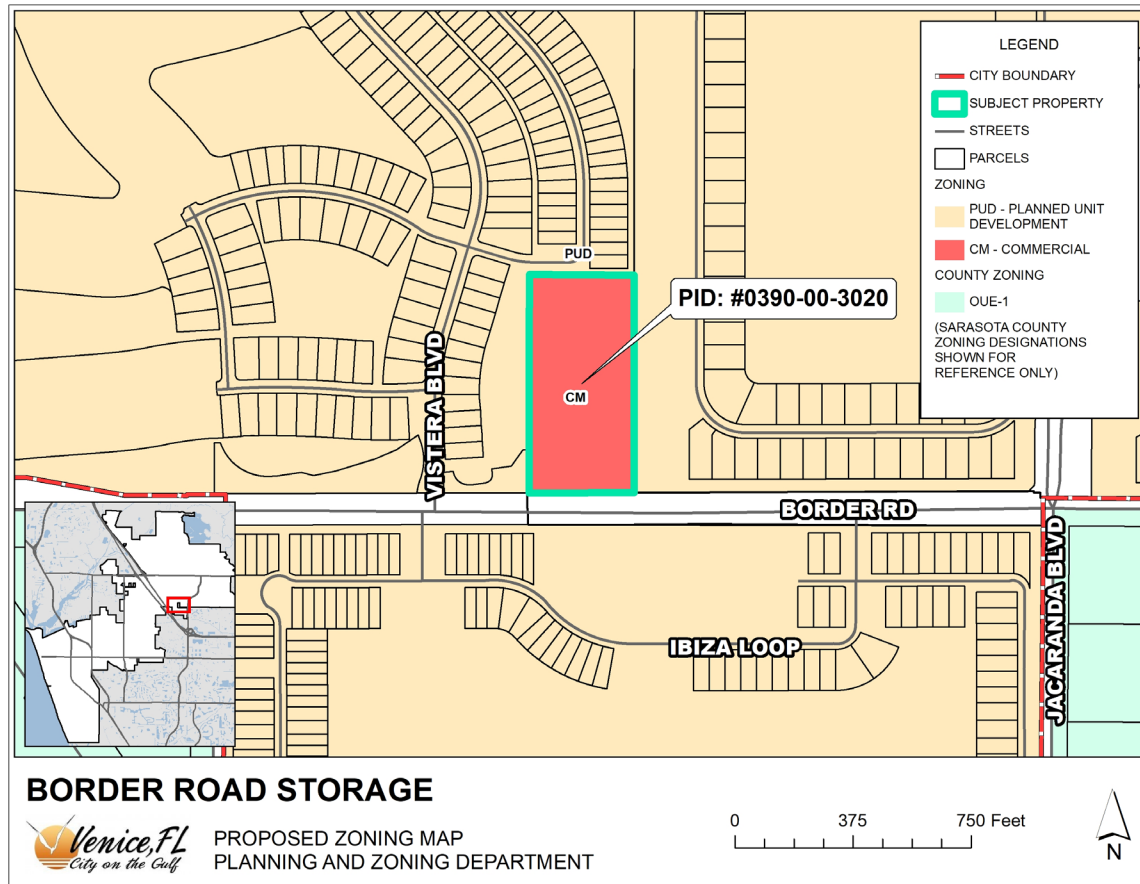 LEGEND
CITY BOUNDARY
SUBJECT PROPERTY
STREETS
PARCELS
ZONING
PUD - PLANNED UNIT
DEVELOPMENT
CM - COMMERCIAL
COUNTY ZONING
OUE-1
(SARASOTA COUNTY
ZONING DESIGNATIONS
SHOWN FOR
REFERENCE ONLY)
PUD
PID: #0390-00-3020
CM
VISTERA BLVD
BORDER RD
IBIZA LOOP
JACARANDA BLVD
BORDER ROAD STORAGE
Venice, FL
City on the Gulf
PROPOSED ZONING MAP
PLANNING AND ZONING DEPARTMENT
0 375 750 Feet
N